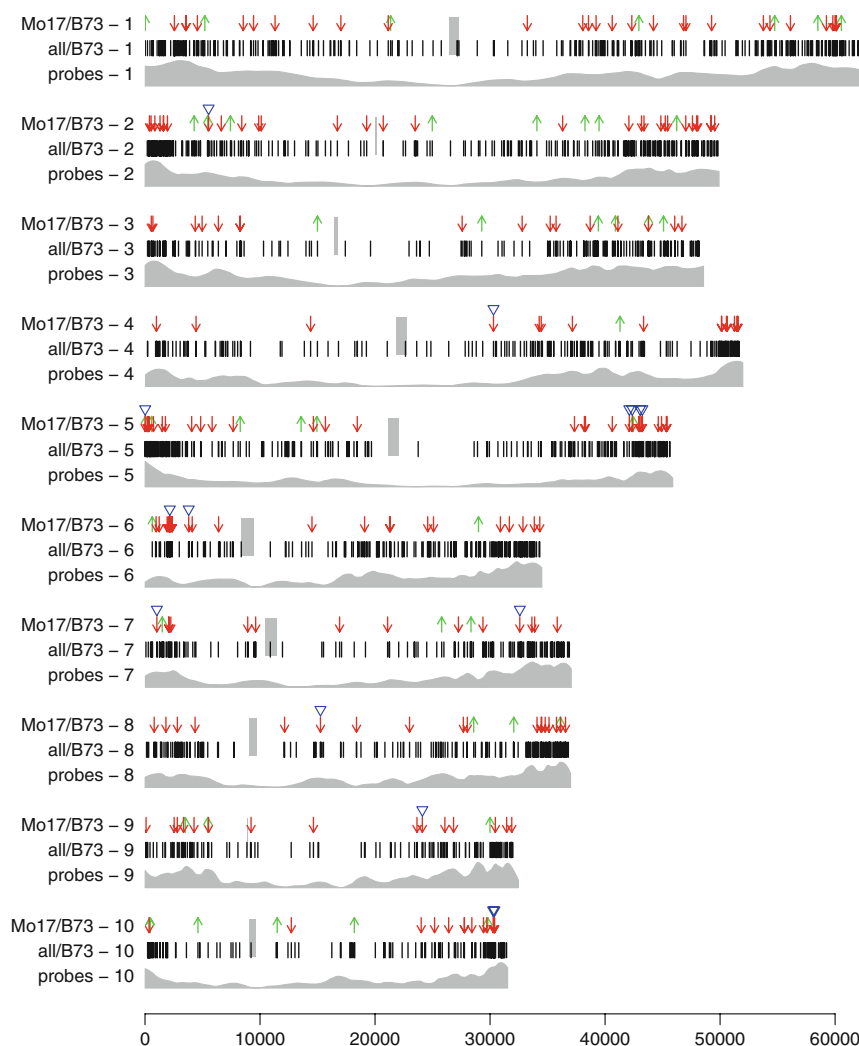 Mo17/B73 – 1
all/B73 – 1
probes – 1
Mo17/B73 – 2
all/B73 – 2
probes – 2
Mo17/B73 – 3
all/B73 – 3
probes – 3
Mo17/B73 – 4
all/B73 – 4
probes – 4
Mo17/B73 – 5
all/B73 – 5
probes – 5
Mo17/B73 – 6
all/B73 – 6
probes – 6
Mo17/B73 – 7
all/B73 – 7
probes – 7
Mo17/B73 – 8
all/B73 – 8
probes – 8
Mo17/B73 – 9
all/B73 – 9
probes – 9
Mo17/B73 – 10
all/B73 – 10
probes – 10
0 10000 20000 30000 40000 50000 60000